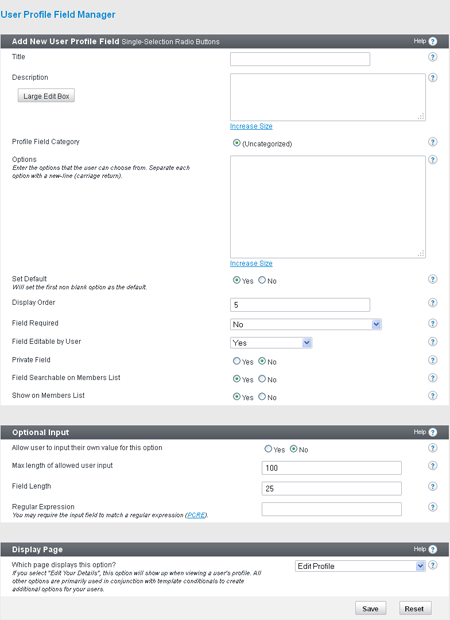 User Profile Field Manager
Add New User Profile Field Single-Selection Radio Buttons Help ?
Title ?
Description ?
Large Edit Box
Increase Size
Profile Field Category (Uncategorized) ?
Options ?
Enter the options that the user can choose from. Separate each
option with a new-line (carriage return).
Increase Size
Set Default Yes No ?
Will set the first non blank option as the default.
Display Order 5 ?
Field Required No ?
Field Editable by User Yes ?
Private Field Yes No ?
Field Searchable on Members List Yes No ?
Show on Members List Yes No ?
Optional Input Help ?
Allow user to input their own value for this option Yes No ?
Max length of allowed user input 100 ?
Field Length 25 ?
Regular Expression ?
You may require the input field to match a regular expression (PCRE).
Display Page Help ?
Which page displays this option? Edit Profile ?
If you select "Edit Your Details", this option will show up when viewing a user's profile. All
other options are primarily used in conjunction with template conditionals to create
additional options for your users.
Save Reset